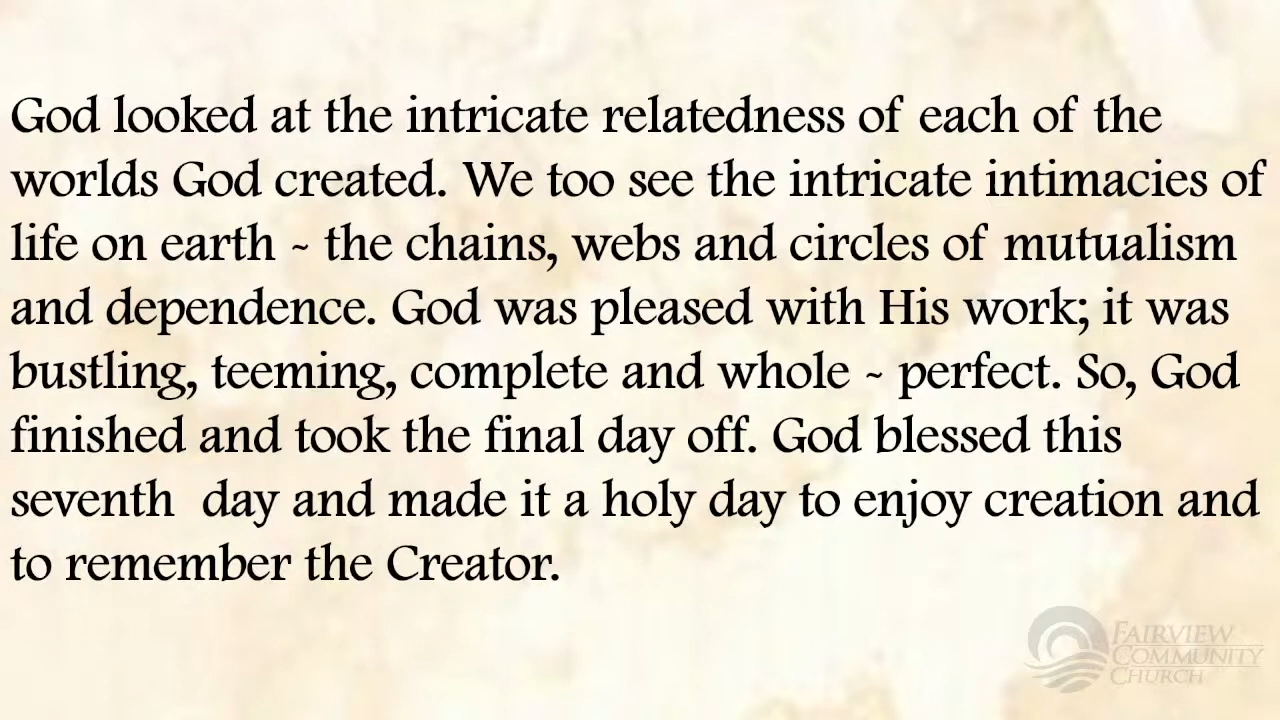 God looked at the intricate relatedness of each of the
worlds God created. We too see the intricate intimacies of
life on earth ~ the chains, webs and circles of mutualism
and dependence. God was pleased with His work; it was
bustling, teeming, complete and whole ~ perfect. So, God
finished and took the final day off. God blessed this
seventh  day and made it a holy day to enjoy creation and
to remember the Creator.
FAIRVIEW
COMMUNITY
CHURCH